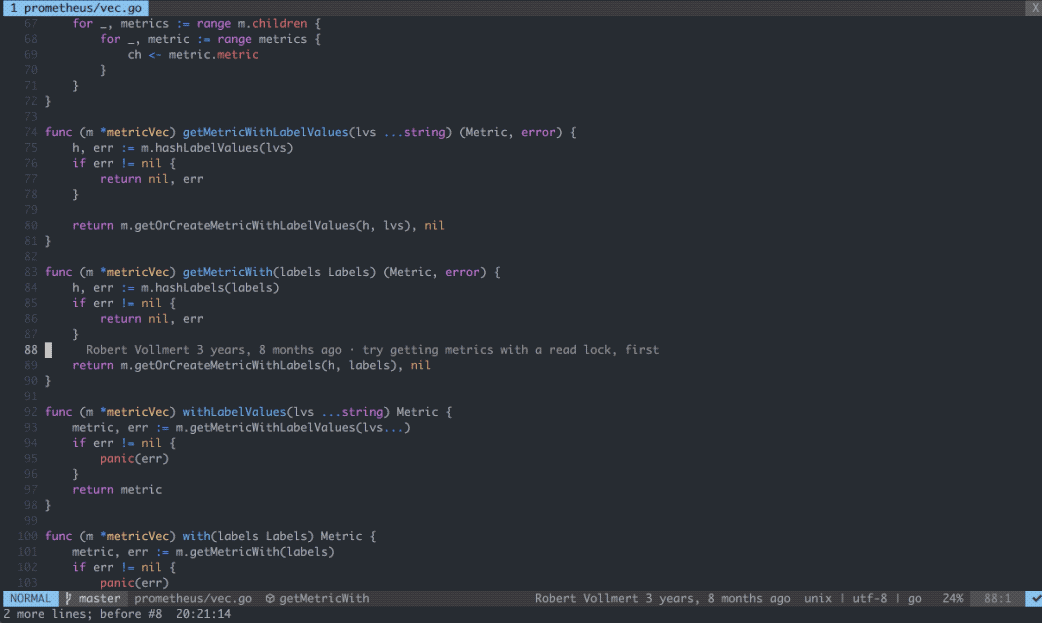 1 prometheus/vec.go X
67 for _, metrics := range m.children {
68 for _, metric := range metrics {
69 ch <- metric.metric
70 }
71 }
72 }
73
74 func (m *metricVec) getMetricWithLabelValues(lvs ...string) (Metric, error) {
75 h, err := m.hashLabelValues(lvs)
76 if err != nil {
77 return nil, err
78 }
79
80 return m.getOrCreateMetricWithLabelValues(h, lvs), nil
81 }
82
83 func (m *metricVec) getMetricWith(labels Labels) (Metric, error) {
84 h, err := m.hashLabels(labels)
85 if err != nil {
86 return nil, err
87 }
88 Robert Vollmert 3 years, 8 months ago · try getting metrics with a read lock, first
89 return m.getOrCreateMetricWithLabels(h, labels), nil
90 }
91
92 func (m *metricVec) withLabelValues(lvs ...string) Metric {
93 metric, err := m.getMetricWithLabelValues(lvs...)
94 if err != nil {
95 panic(err)
96 }
97 return metric
98 }
99
100 func (m *metricVec) with(labels Labels) Metric {
101 metric, err := m.getMetricWith(labels)
102 if err != nil {
103 panic(err)
NORMAL master prometheus/vec.go getMetricWith Robert Vollmert 3 years, 8 months ago unix | utf-8 | go 24% 88:1 ✔
2 more lines; before #8 20:21:14